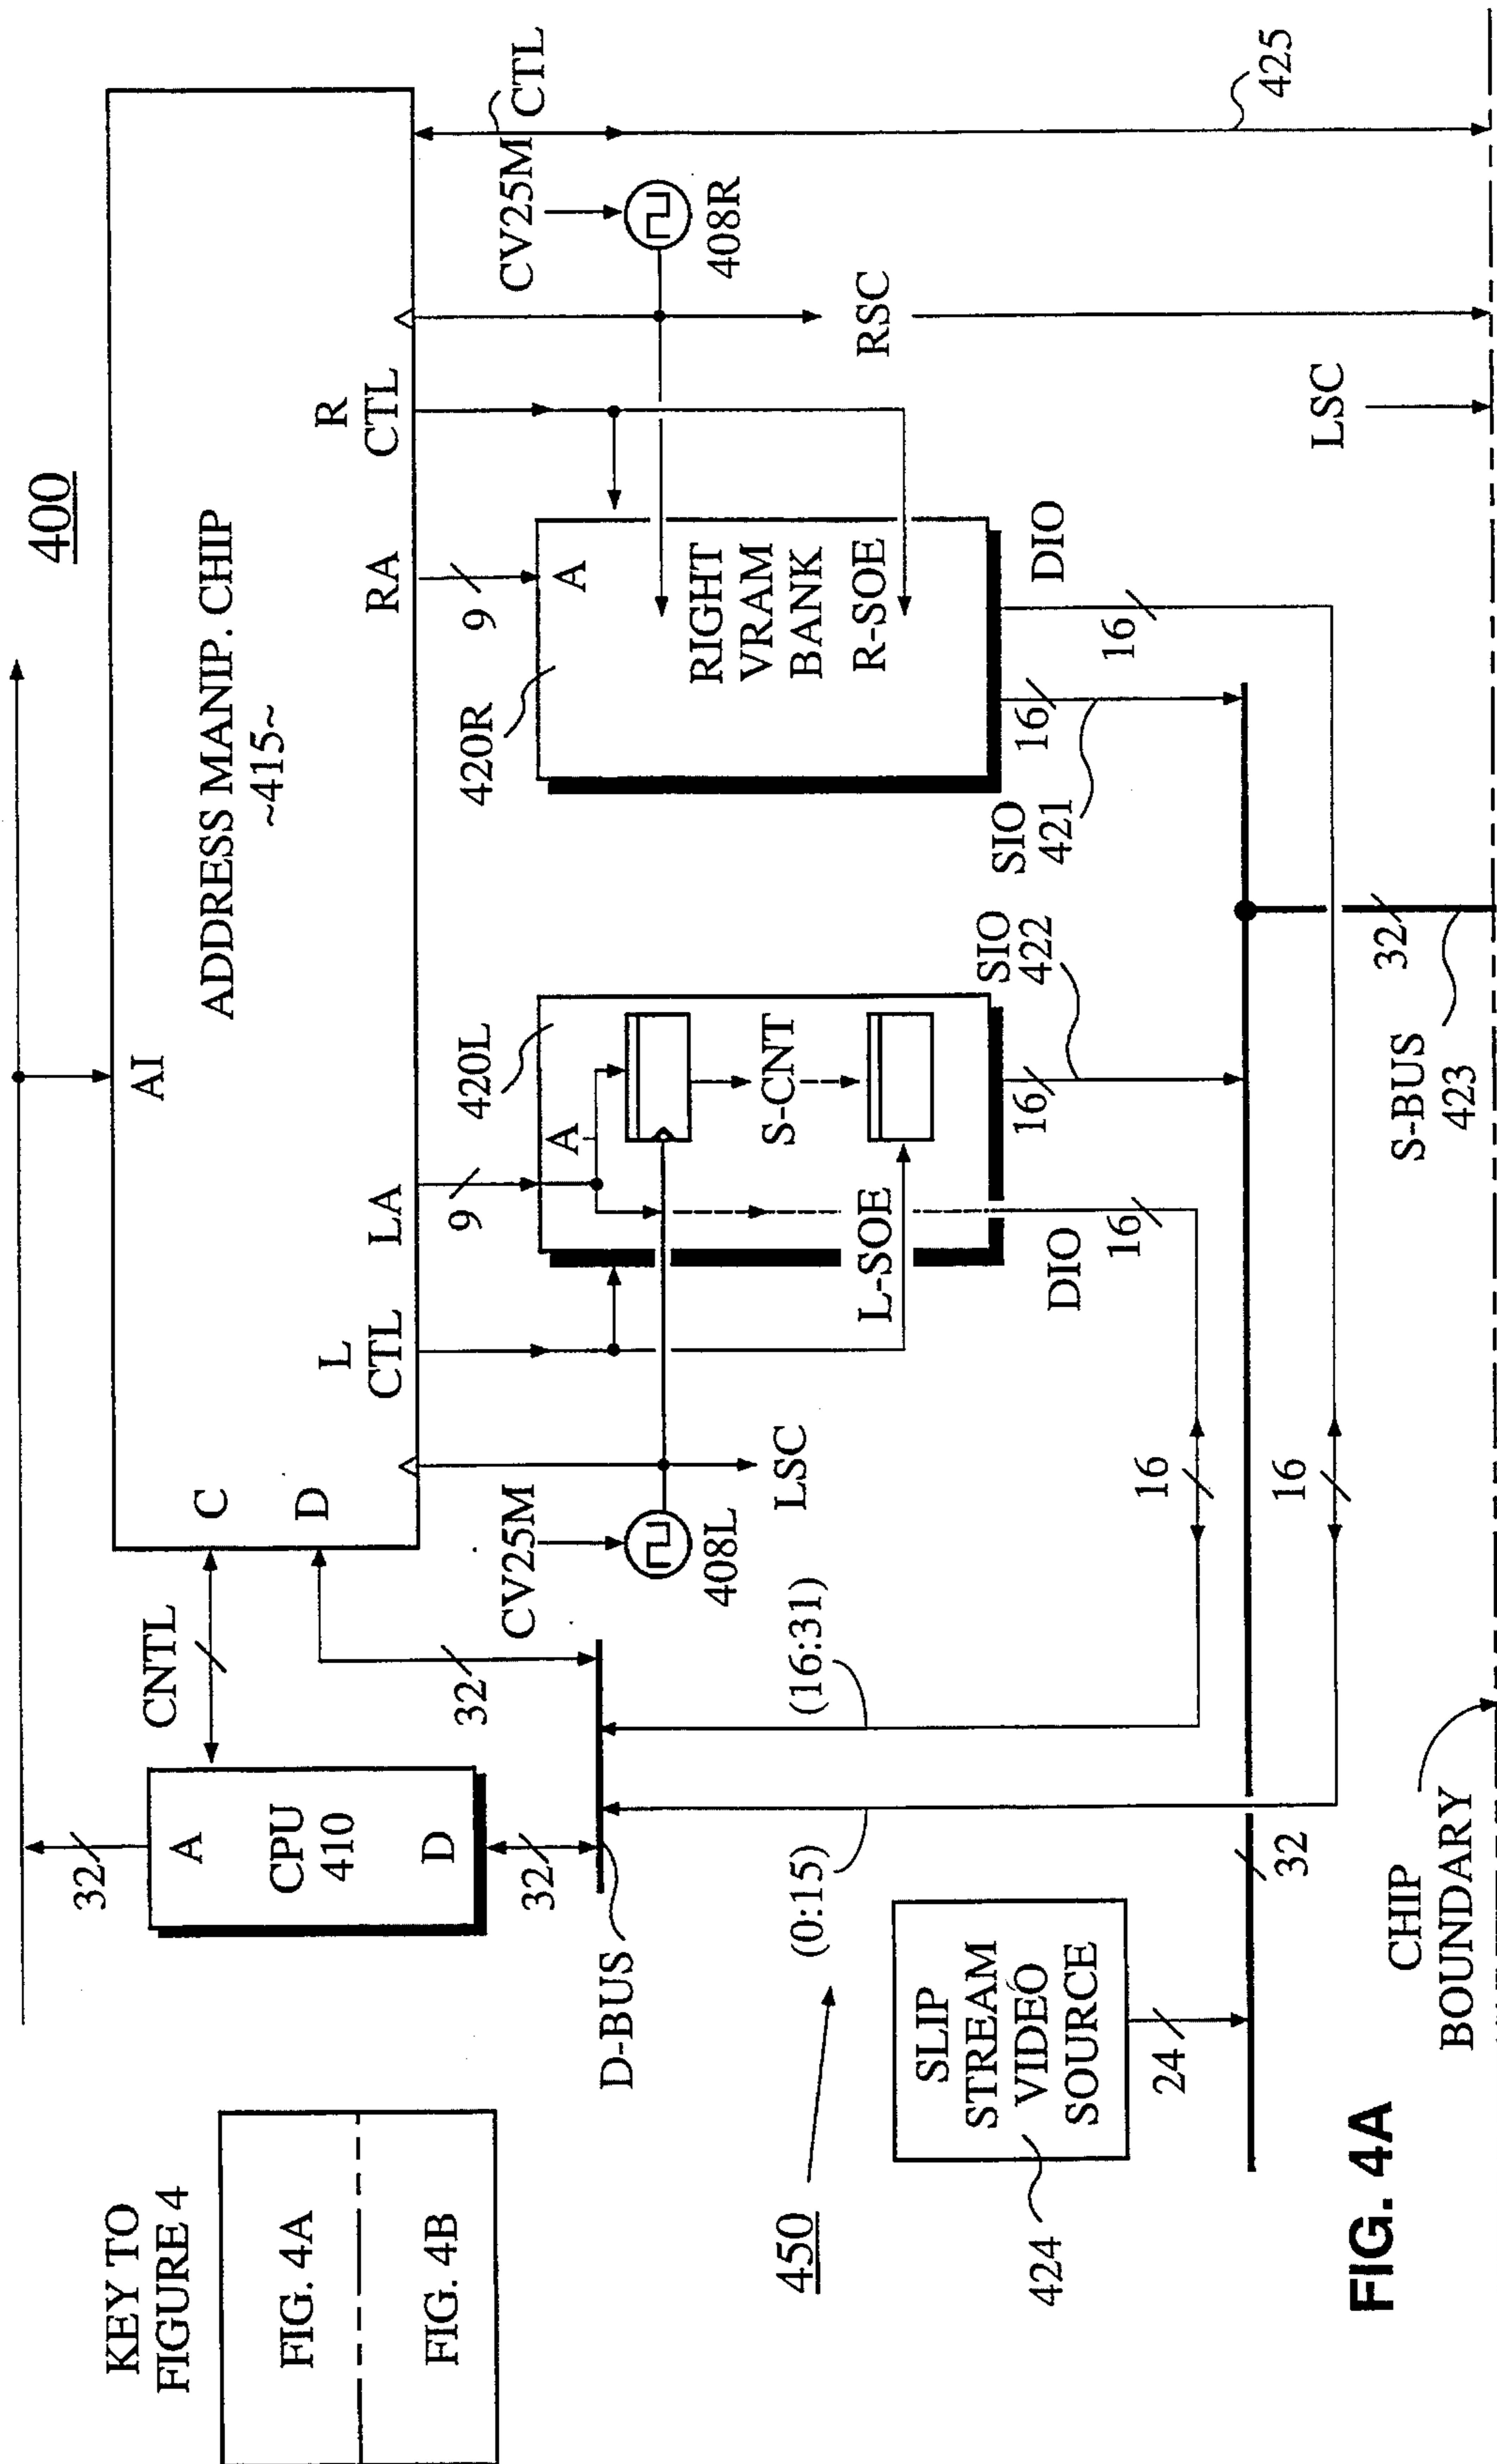 KEY TO
FIGURE 4
FIG. 4A
FIG. 4B
400
32
A
CPU
410
D
32
D-BUS
CNTL
C
D
32
AI
ADDRESS MANIP. CHIP
~415~
L
CTL
LA
RA
R
CTL
CTL
CV25M
408L
LSC
9
420L
A
S-CNT
L-SOE
DIO
16
16
SIO
422
9
420R
A
RIGHT
VRAM
BANK
R-SOE
DIO
16
16
SIO
421
CV25M
408R
RSC
LSC
425
450
(0:15)
(16:31)
16
16
SLIP
STREAM
VIDEO
SOURCE
424
24
32
32
S-BUS
423
CHIP
BOUNDARY
FIG. 4A